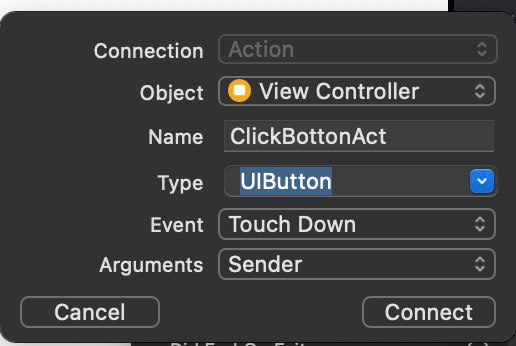 Connection Action
Object View Controller
Name ClickBottonAct
Type UIButton
Event Touch Down
Arguments Sender
Cancel Connect